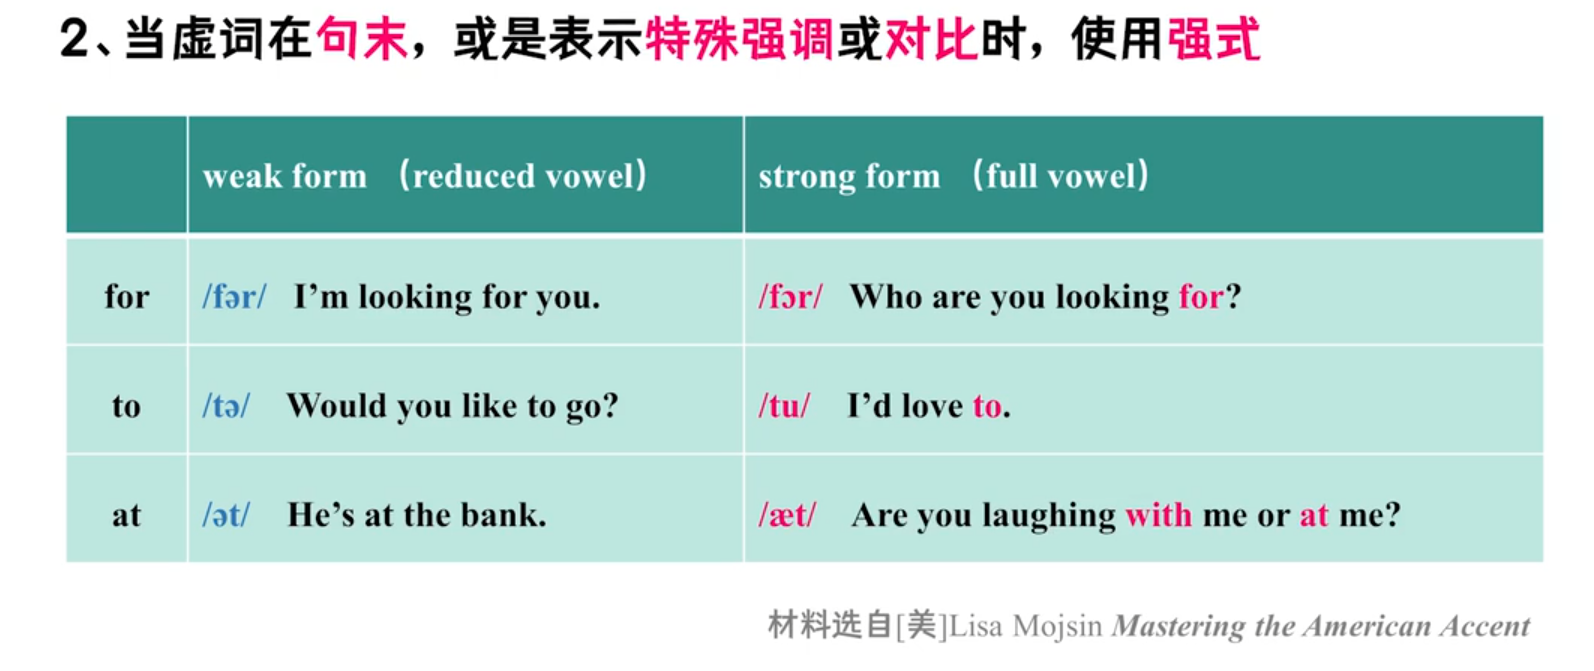 2、当虚词在句末，或是表示特殊强调或对比时，使用强式
weak form （reduced vowel） strong form （full vowel）
for /fər/ I’m looking for you. /fɔr/ Who are you looking for?
to /tə/ Would you like to go? /tu/ I’d love to.
at /ət/ He’s at the bank. /æt/ Are you laughing with me or at me?
材料选自[美]Lisa Mojsin Mastering the American Accent